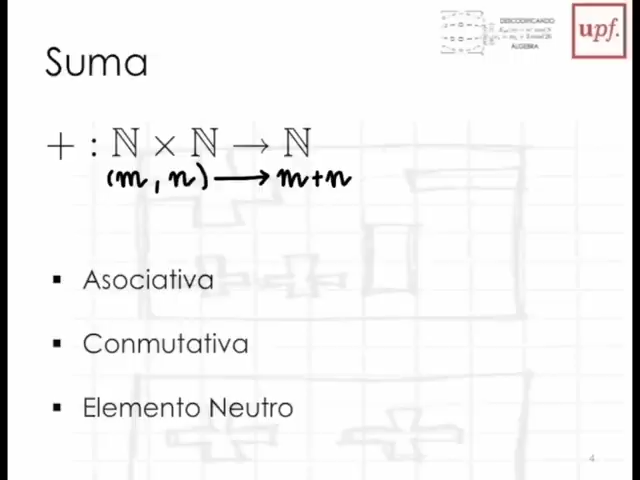 DESCODIFICANDO
ÁLGEBRA
upf.
Suma
+ : ℕ × ℕ → ℕ
(m, n) → m+n
▪ Asociativa
▪ Conmutativa
▪ Elemento Neutro
4